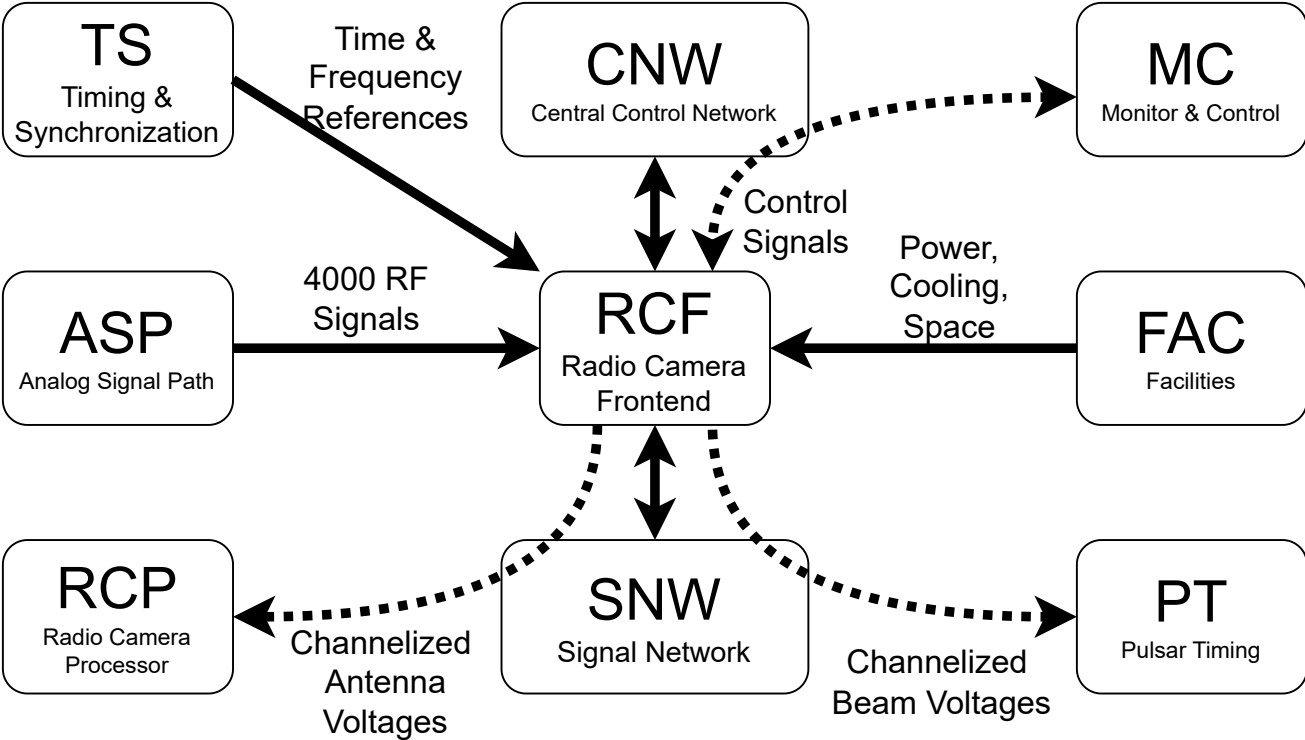 TS
Timing &
Synchronization
Time &
Frequency
References
CNW
Central Control Network
MC
Monitor & Control
Control
Signals
ASP
Analog Signal Path
4000 RF
Signals
RCF
Radio Camera
Frontend
Power,
Cooling,
Space
FAC
Facilities
RCP
Radio Camera
Processor
Channelized
Antenna
Voltages
SNW
Signal Network
Channelized
Beam Voltages
PT
Pulsar Timing